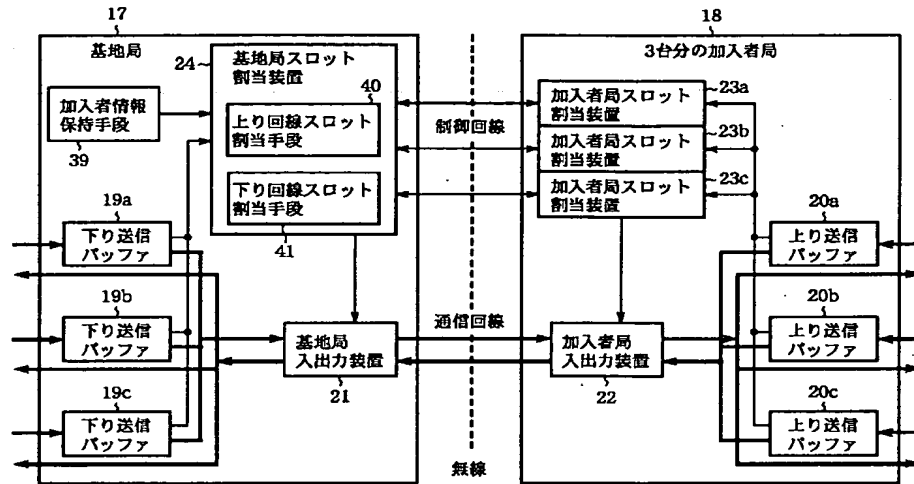 17
基地局
24
基地局スロット
割当装置
加入者情報
保持手段
39
40
上り回線スロット
割当手段
下り回線スロット
割当手段
41
19a
下り送信
バッファ
19b
下り送信
バッファ
19c
下り送信
バッファ
基地局
入出力装置
21
制御回線
通信回線
無線
18
3台分の加入者局
23a
加入者局スロット
割当装置
23b
加入者局スロット
割当装置
23c
加入者局スロット
割当装置
加入者局
入出力装置
22
20a
上り送信
バッファ
20b
上り送信
バッファ
20c
上り送信
バッファ